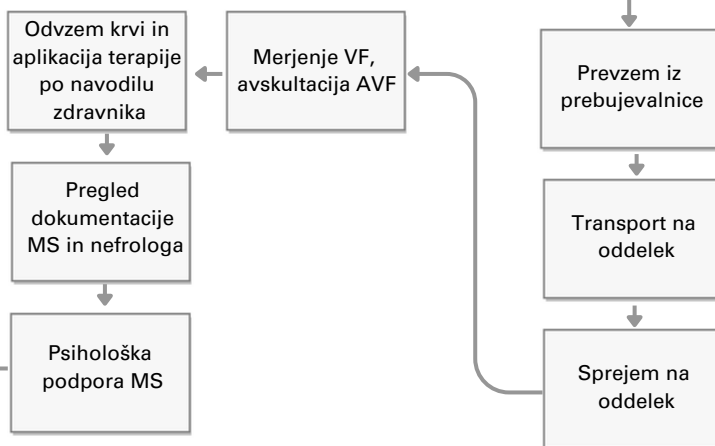 Odvzem krvi in
aplikacija terapije
po navodilu
zdravnika
Merjenje VF,
avskultacija AVF
Prevzem iz
prebujevalnice
Pregled
dokumentacije
MS in nefrologa
Transport na
oddelek
Psihološka
podpora MS
Sprejem na
oddelek